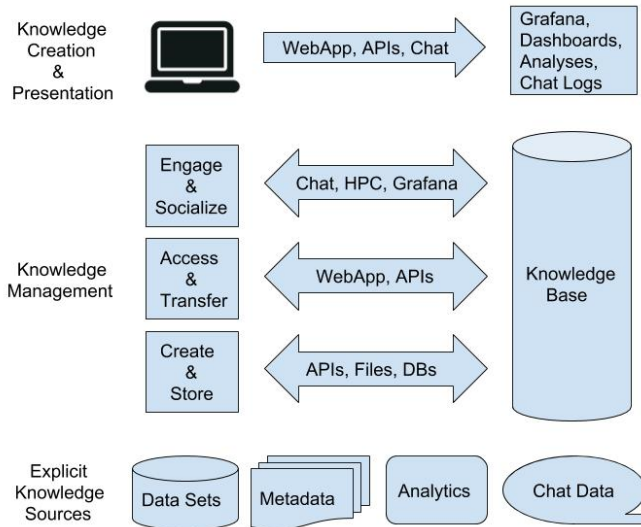 Knowledge
Creation
&
Presentation
WebApp, APIs, Chat
Grafana,
Dashboards,
Analyses,
Chat Logs
Knowledge
Management
Engage
&
Socialize
Chat, HPC, Grafana
Access
& 
Transfer
WebApp, APIs
Create
&
Store
APIs, Files, DBs
Knowledge
Base
Explicit
Knowledge
Sources
Data Sets
Metadata
Analytics
Chat Data